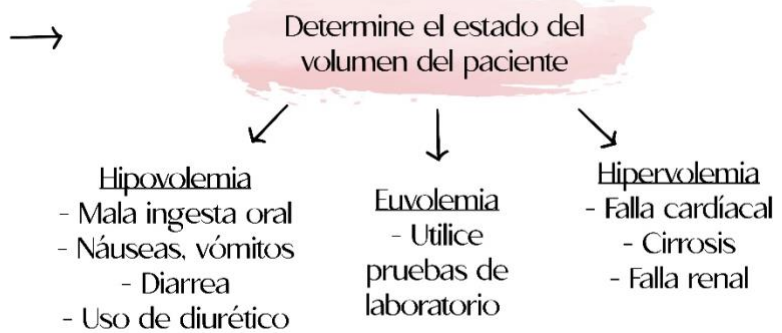 Determine el estado del
volumen del paciente
Hipovolemia
- Mala ingesta oral
- Náuseas, vómitos
- Diarrea
- Uso de diurético
Euvolemia
- Utilice
pruebas de
laboratorio
Hipervolemia
- Falla cardíacal
- Cirrosis
- Falla renal